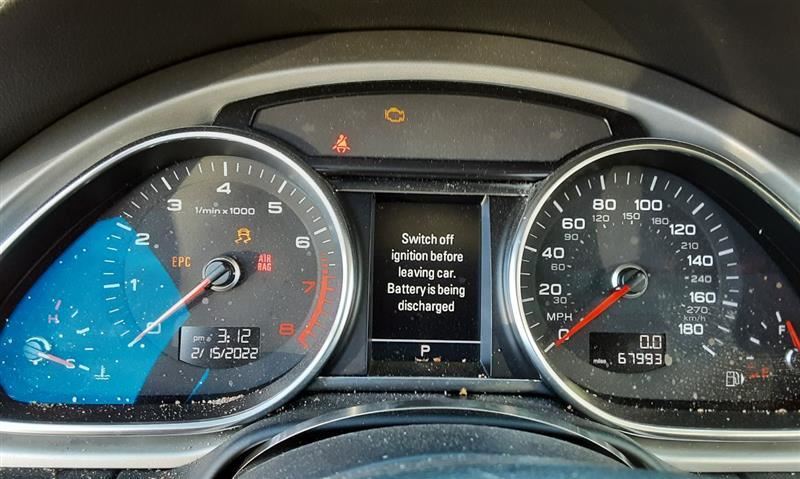 1/min x 1000
0
1
2
3
4
5
6
7
8
EPC
AIR
BAG
H
pm 3:12
2/15/2022
Switch off
ignition before
leaving car.
Battery is being
discharged
P
0
20
40
60
80
100
120
140
160
180
30
60
90
120
150
180
210
240
270
km/h
MPH
0.0
miles 67993
F